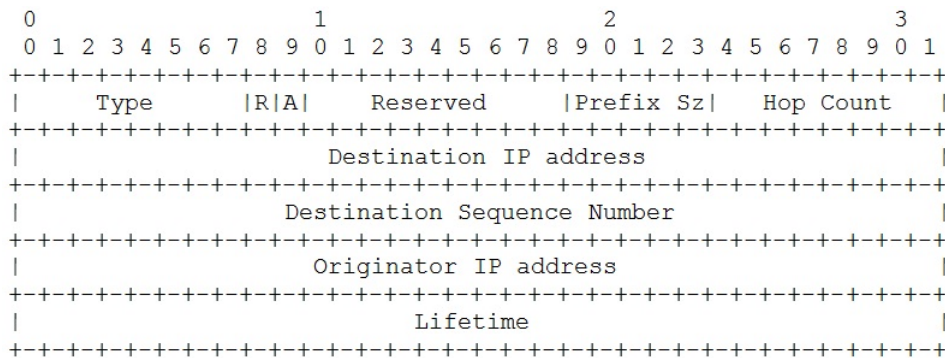 0                   1                   2                   3
0 1 2 3 4 5 6 7 8 9 0 1 2 3 4 5 6 7 8 9 0 1 2 3 4 5 6 7 8 9 0 1
+-+-+-+-+-+-+-+-+-+-+-+-+-+-+-+-+-+-+-+-+-+-+-+-+-+-+-+-+-+-+-+-+
|     Type      |R|A|    Reserved     |Prefix Sz|   Hop Count   |
+-+-+-+-+-+-+-+-+-+-+-+-+-+-+-+-+-+-+-+-+-+-+-+-+-+-+-+-+-+-+-+-+
|                     Destination IP address                    |
+-+-+-+-+-+-+-+-+-+-+-+-+-+-+-+-+-+-+-+-+-+-+-+-+-+-+-+-+-+-+-+-+
|                  Destination Sequence Number                  |
+-+-+-+-+-+-+-+-+-+-+-+-+-+-+-+-+-+-+-+-+-+-+-+-+-+-+-+-+-+-+-+-+
|                    Originator IP address                      |
+-+-+-+-+-+-+-+-+-+-+-+-+-+-+-+-+-+-+-+-+-+-+-+-+-+-+-+-+-+-+-+-+
|                           Lifetime                            |
+-+-+-+-+-+-+-+-+-+-+-+-+-+-+-+-+-+-+-+-+-+-+-+-+-+-+-+-+-+-+-+-+